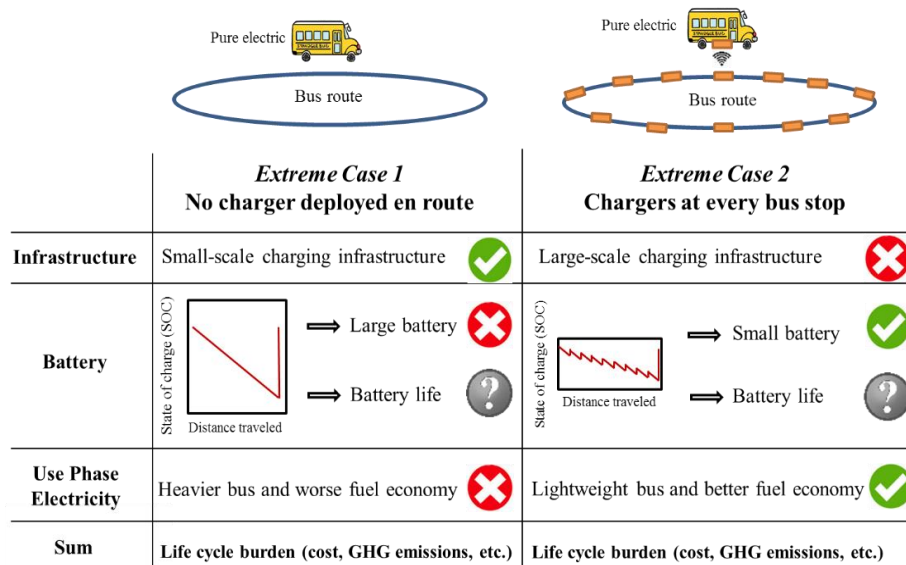 Pure electric
Pure electric
Bus route
Bus route
Extreme Case 1
No charger deployed en route
Extreme Case 2
Chargers at every bus stop
Infrastructure
Small-scale charging infrastructure
Large-scale charging infrastructure
Battery
State of charge (SOC)
Distance traveled
Large battery
Battery life
?
State of charge (SOC)
Distance traveled
Small battery
Battery life
?
Use Phase
Electricity
Heavier bus and worse fuel economy
Lightweight bus and better fuel economy
Sum
Life cycle burden (cost, GHG emissions, etc.)
Life cycle burden (cost, GHG emissions, etc.)